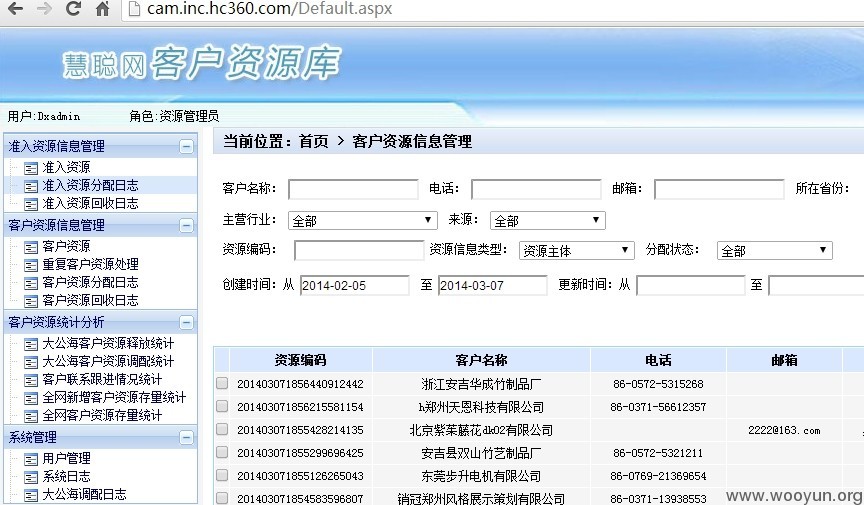 cam.inc.hc360.com/Default.aspx
慧聪网客户资源库
用户:Dxadmin 角色:资源管理员
准入资源信息管理
准入资源
准入资源分配日志
准入资源回收日志
客户资源信息管理
客户资源
重复客户资源处理
客户资源分配日志
客户资源回收日志
客户资源统计分析
大公海客户资源释放统计
大公海客户资源调配统计
客户联系跟进情况统计
全网新增客户资源存量统计
全网客户资源存量统计
系统管理
用户管理
系统日志
大公海调配日志
当前位置：首页 > 客户资源信息管理
客户名称： 电话： 邮箱： 所在省份：
主营行业： 全部 来源： 全部
资源编码： 资源信息类型： 资源主体 分配状态： 全部
创建时间：从 2014-02-05 至 2014-03-07 更新时间：从 至
资源编码 客户名称 电话 邮箱
201403071856440912442 浙江安吉华成竹制品厂 86-0572-5315268
201403071856215581154 h郑州天恩科技有限公司 86-0371-56612357
201403071855428214135 北京紫茉藤花dk02有限公司 2222@163.com
201403071855299696425 安吉县双山竹艺制品厂 86-0572-5321211
201403071855126265043 东莞步升电机有限公司 86-0769-21369654
201403071854583596807 销冠郑州风格展示策划有限公司 86-0371-13938553
www.wooyun.org